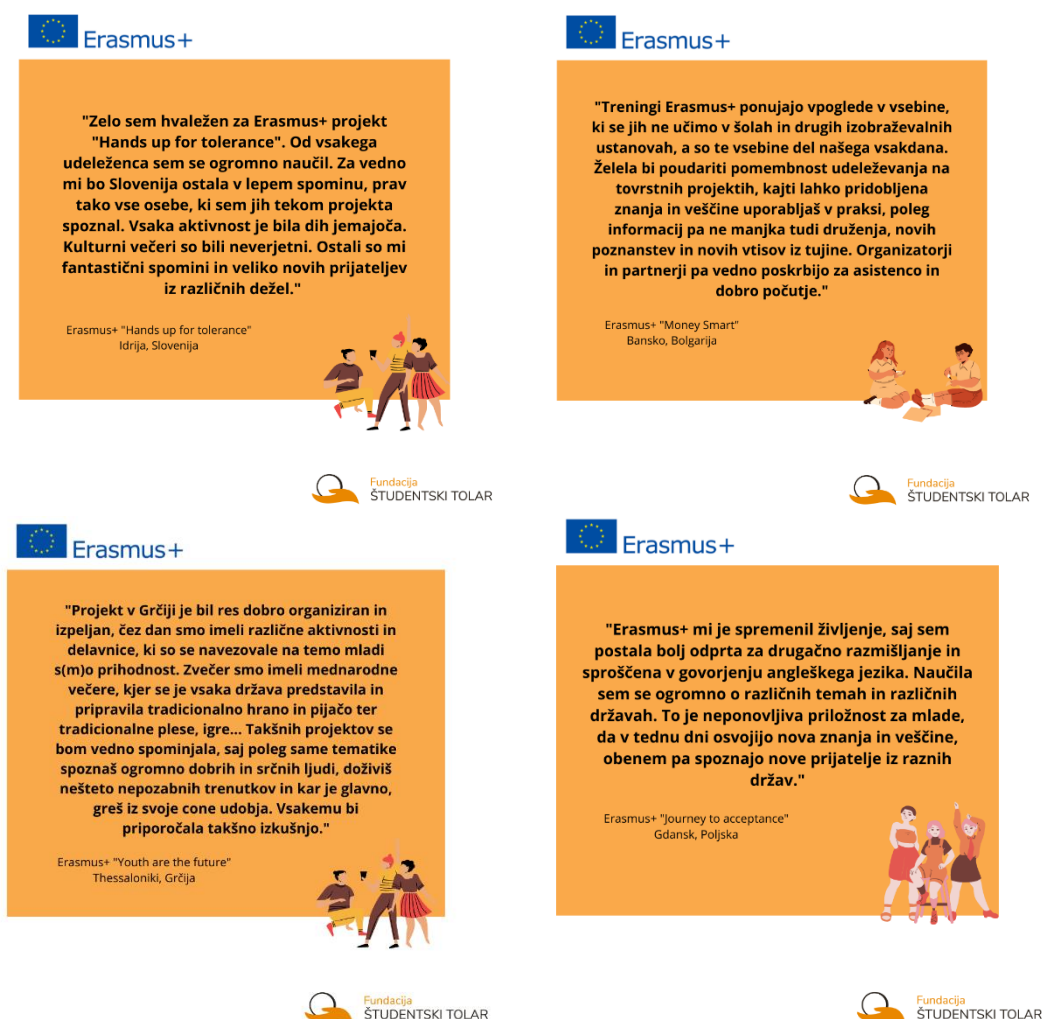 Erasmus+
"Zelo sem hvaležen za Erasmus+ projekt
"Hands up for tolerance". Od vsakega
udeleženca sem se ogromno naučil. Za vedno
mi bo Slovenija ostala v lepem spominu, prav
tako vse osebe, ki sem jih tekom projekta
spoznal. Vsaka aktivnost je bila dih jemajoča.
Kulturni večeri so bili neverjetni. Ostali so mi
fantastični spomini in veliko novih prijateljev
iz različnih dežel."
Erasmus+ "Hands up for tolerance"
Idrija, Slovenija
Fundacija
ŠTUDENTSKI TOLAR
Erasmus+
"Treningi Erasmus+ ponujajo vpoglede v vsebine,
ki se jih ne učimo v šolah in drugih izobraževalnih
ustanovah, a so te vsebine del našega vsakdana.
Želela bi poudariti pomembnost udeleževanja na
tovrstnih projektih, kajti lahko pridobljena
znanja in veščine uporabljaš v praksi, poleg
informacij pa ne manjka tudi druženja, novih
poznanstev in novih vtisov iz tujine. Organizatorji
in partnerji pa vedno poskrbijo za asistenco in
dobro počutje."
Erasmus+ "Money Smart"
Bansko, Bolgarija
Fundacija
ŠTUDENTSKI TOLAR
Erasmus+
"Projekt v Grčiji je bil res dobro organiziran in
izpeljan, čez dan smo imeli različne aktivnosti in
delavnice, ki so se navezovale na temo mladi
s(m)o prihodnost. Zvečer smo imeli mednarodne
večere, kjer se je vsaka država predstavila in
pripravila tradicionalno hrano in pijačo ter
tradicionalne plese, igre... Takšnih projektov se
bom vedno spominjala, saj poleg same tematike
spoznaš ogromno dobrih in srčnih ljudi, doživiš
nešteto nepozabnih trenutkov in kar je glavno,
greš iz svoje cone udobja. Vsakemu bi
priporočala takšno izkušnjo."
Erasmus+ "Youth are the future"
Thessaloniki, Grčija
Fundacija
ŠTUDENTSKI TOLAR
Erasmus+
"Erasmus+ mi je spremenil življenje, saj sem
postala bolj odprta za drugačno razmišljanje in
sproščena v govorjenju angleškega jezika. Naučila
sem se ogromno o različnih temah in različnih
državah. To je neponovljiva priložnost za mlade,
da v tednu dni osvojijo nova znanja in veščine,
obenem pa spoznajo nove prijatelje iz raznih
držav."
Erasmus+ "Journey to acceptance"
Gdansk, Poljska
Fundacija
ŠTUDENTSKI TOLAR